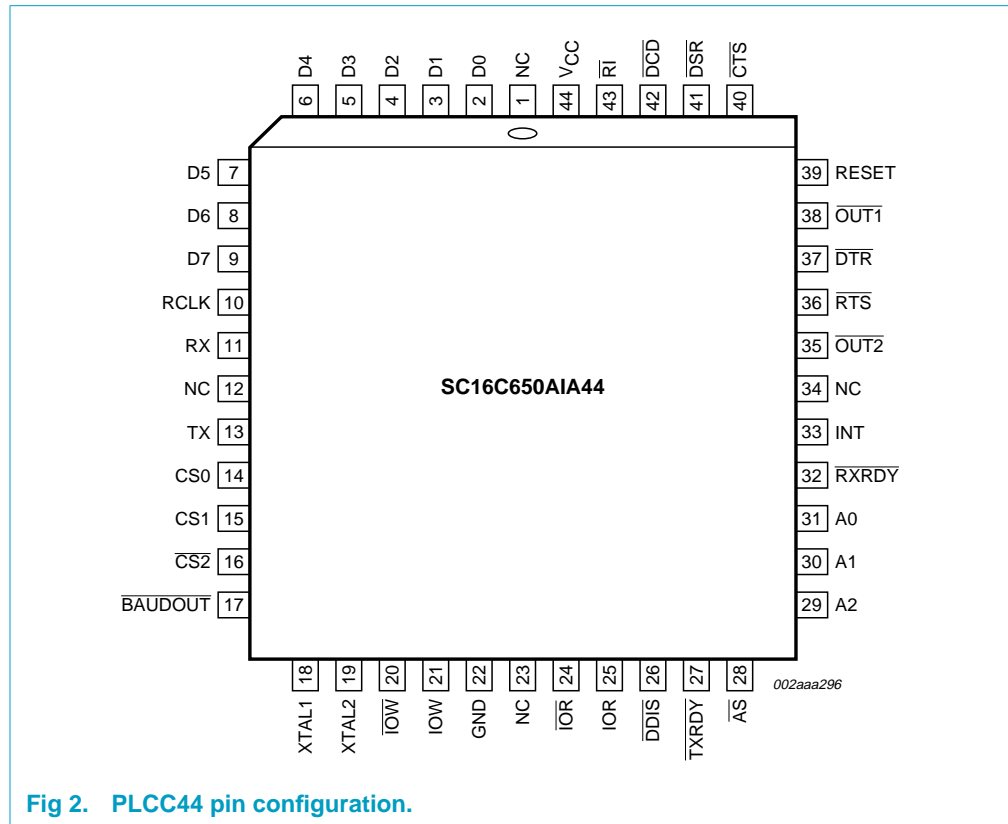 D4 D3 D2 D1 D0 NC VCC RI DCD DSR CTS
6 5 4 3 2 1 44 43 42 41 40
D5 7 39 RESET
D6 8 38 OUT1
D7 9 37 DTR
RCLK 10 36 RTS
RX 11 35 OUT2
NC 12 SC16C650AIA44 34 NC
TX 13 33 INT
CS0 14 32 RXRDY
CS1 15 31 A0
CS2 16 30 A1
BAUDOUT 17 29 A2
18 19 20 21 22 23 24 25 26 27 28
XTAL1 XTAL2 IOW IOW GND NC IOR IOR DDIS TXRDY AS
002aaa296
Fig 2. PLCC44 pin configuration.